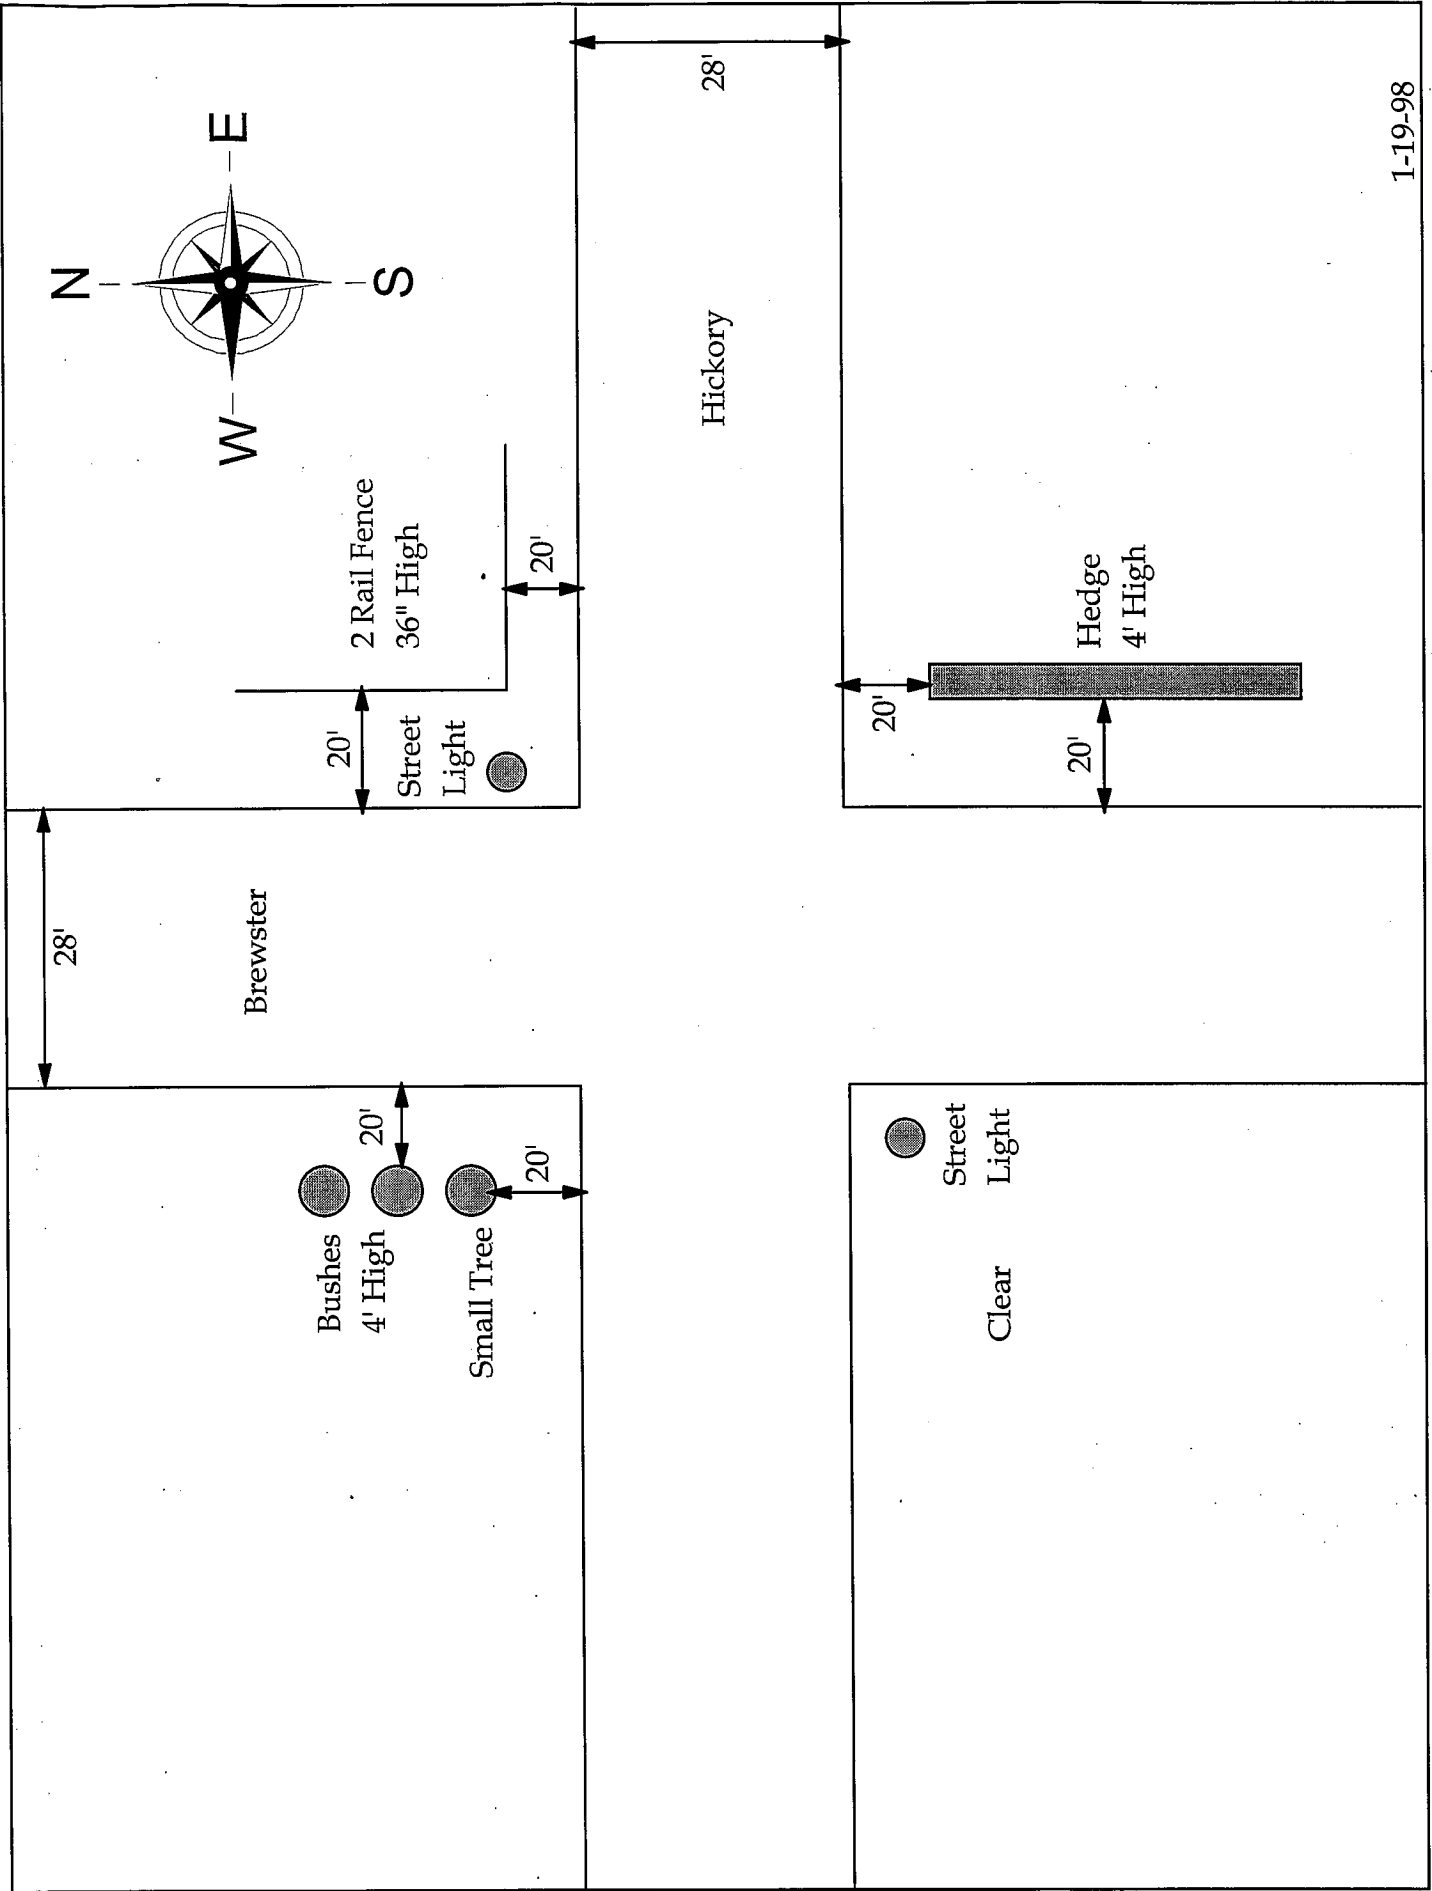 N
W
E
S
28'
Brewster
20'
2 Rail Fence
36" High
Street
Light
20'
28'
Hickory
Bushes
4' High
20'
Small Tree
20'
20'
Hedge
4' High
20'
Street
Light
Clear
1-19-98